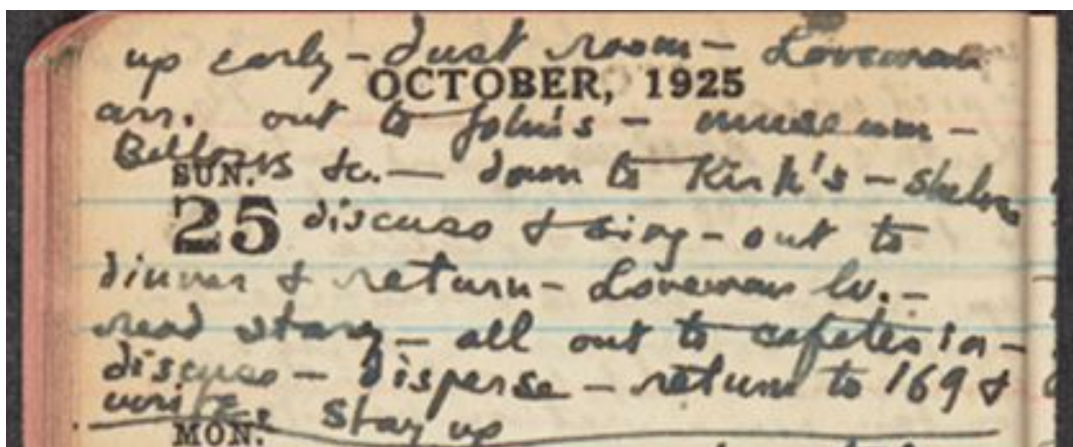 up early – dust room – Loveman
OCTOBER, 1925
arr. out to John's – museum –
Bellows &c. – down to Kirk's –
SUN.
25 discuss & sing – out to
dinner & return – Loveman lv. –
read story – all out to cafeteria –
discuss – disperse – return to 169 &
write. Stay up
MON.